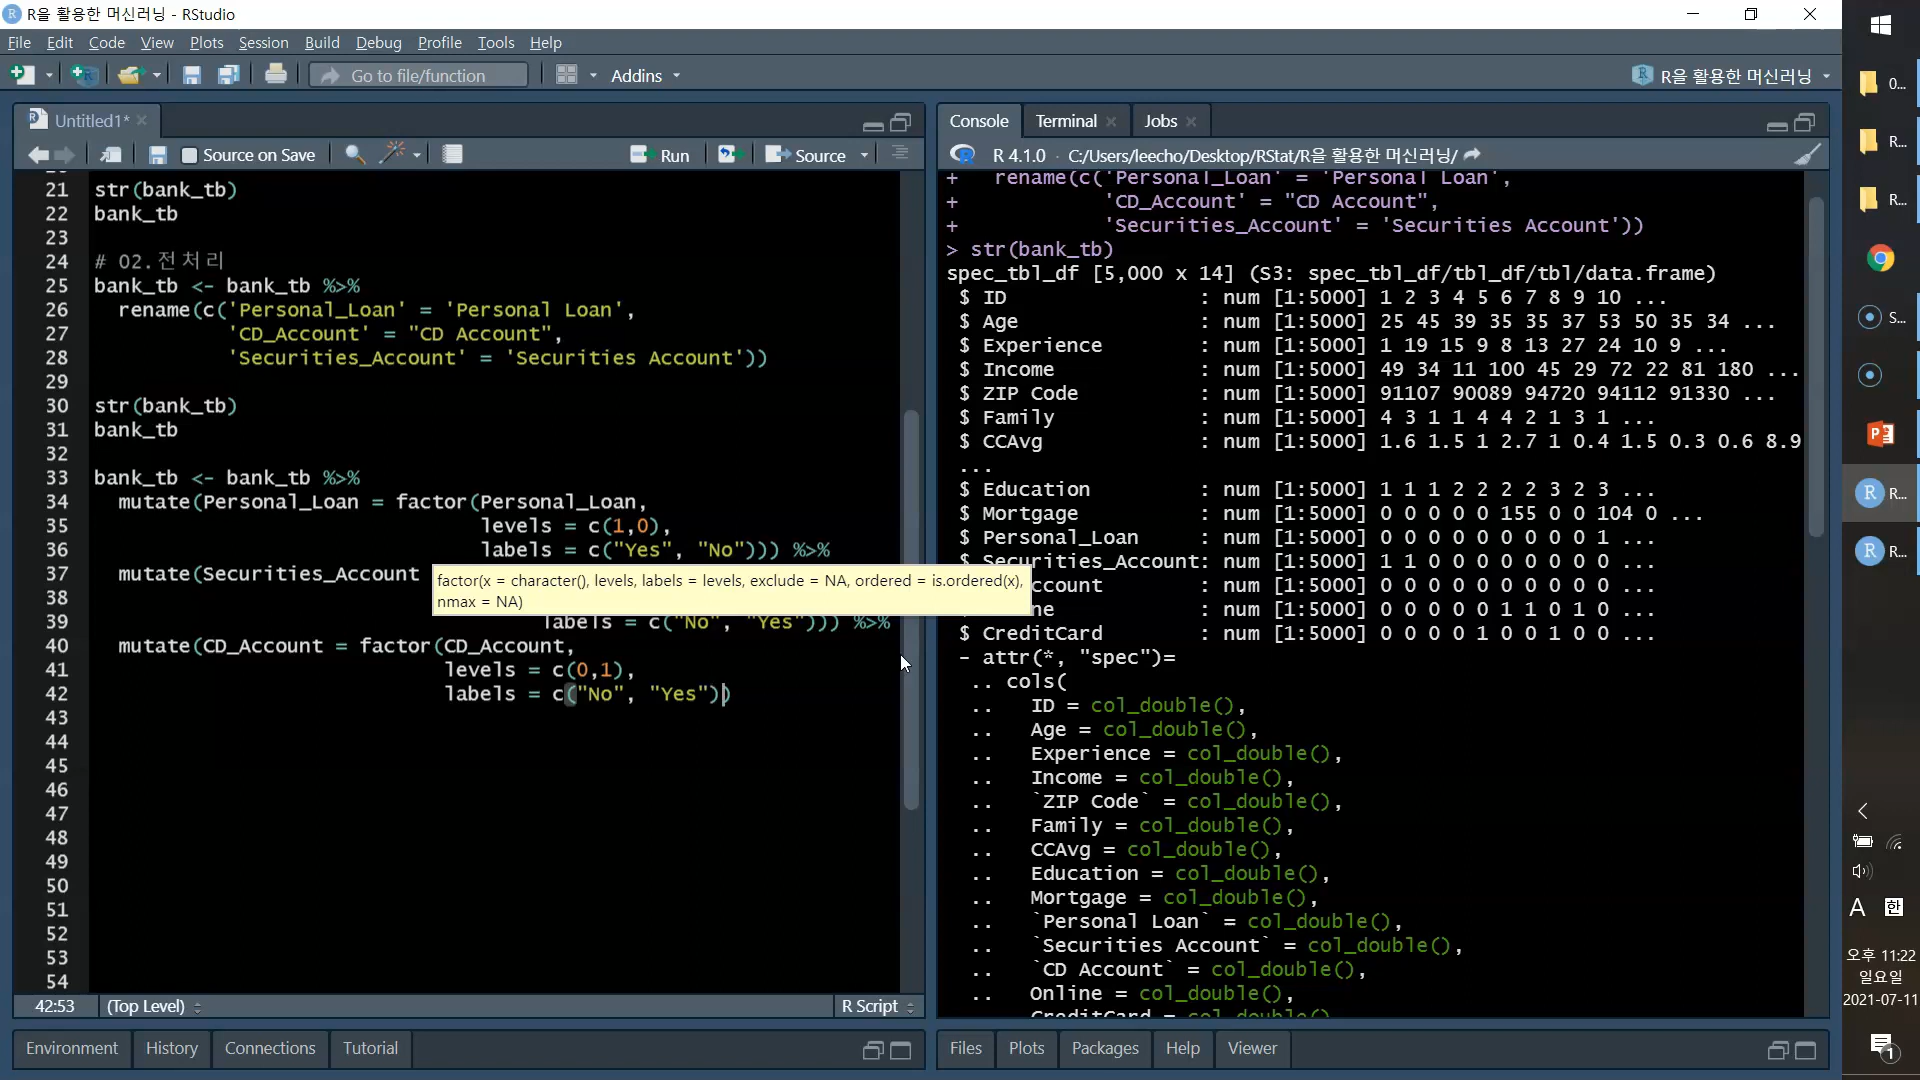 R을 활용한 머신러닝 - RStudio
File Edit Code View Plots Session Build Debug Profile Tools Help
Go to file/function Addins R을 활용한 머신러닝
Untitled1*
Source on Save Run Source
21 str(bank_tb)
22 bank_tb
23
24 # 02.전처리
25 bank_tb <- bank_tb %>%
26 rename(c('Personal_Loan' = 'Personal Loan',
27 'CD_Account' = "CD Account",
28 'Securities_Account' = 'Securities Account'))
29
30 str(bank_tb)
31 bank_tb
32
33 bank_tb <- bank_tb %>%
34 mutate(Personal_Loan = factor(Personal_Loan,
35 levels = c(1,0),
36 labels = c("Yes", "No"))) %>%
37 mutate(Securities_Account
factor(x = character(), levels, labels = levels, exclude = NA, ordered = is.ordered(x),
nmax = NA)
38
39 labels = c("No", "Yes"))) %>%
40 mutate(CD_Account = factor(CD_Account,
41 levels = c(0,1),
42 labels = c("No", "Yes"))
43
44
45
46
47
48
49
50
51
52
53
54
42:53 (Top Level) R Script
Environment History Connections Tutorial
Console Terminal Jobs
R 4.1.0 · C:/Users/leecho/Desktop/RStat/R을 활용한 머신러닝/
+ rename(c('Personal_Loan' = 'Personal Loan',
+ 'CD_Account' = "CD Account",
+ 'Securities_Account' = 'Securities Account'))
> str(bank_tb)
spec_tbl_df [5,000 x 14] (S3: spec_tbl_df/tbl_df/tbl/data.frame)
$ ID : num [1:5000] 1 2 3 4 5 6 7 8 9 10 ...
$ Age : num [1:5000] 25 45 39 35 35 37 53 50 35 34 ...
$ Experience : num [1:5000] 1 19 15 9 8 13 27 24 10 9 ...
$ Income : num [1:5000] 49 34 11 100 45 29 72 22 81 180 ...
$ ZIP Code : num [1:5000] 91107 90089 94720 94112 91330 ...
$ Family : num [1:5000] 4 3 1 1 4 4 2 1 3 1 ...
$ CCAvg : num [1:5000] 1.6 1.5 1 2.7 1 0.4 1.5 0.3 0.6 8.9
...
$ Education : num [1:5000] 1 1 1 2 2 2 2 3 2 3 ...
$ Mortgage : num [1:5000] 0 0 0 0 0 155 0 0 104 0 ...
$ Personal_Loan : num [1:5000] 0 0 0 0 0 0 0 0 0 1 ...
$ Securities_Account: num [1:5000] 1 1 0 0 0 0 0 0 0 0 ...
ccount : num [1:5000] 0 0 0 0 0 0 0 0 0 0 ...
ne : num [1:5000] 0 0 0 0 0 1 1 0 1 0 ...
$ CreditCard : num [1:5000] 0 0 0 0 1 0 0 1 0 0 ...
- attr(*, "spec")=
.. cols(
.. ID = col_double(),
.. Age = col_double(),
.. Experience = col_double(),
.. Income = col_double(),
.. `ZIP Code` = col_double(),
.. Family = col_double(),
.. CCAvg = col_double(),
.. Education = col_double(),
.. Mortgage = col_double(),
.. `Personal Loan` = col_double(),
.. `Securities Account` = col_double(),
.. `CD Account` = col_double(),
.. Online = col_double(),
.. CreditCard = col_double()
Files Plots Packages Help Viewer
0...
R...
R...
S...
R...
R...
A 한
오후 11:22
일요일
2021-07-11
1